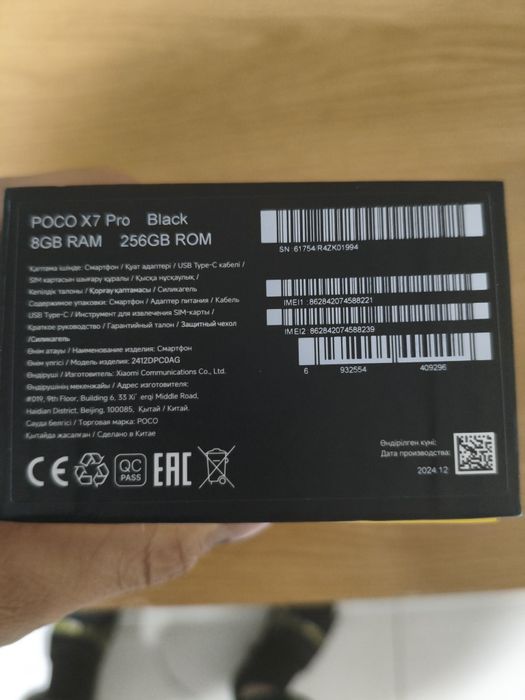 POCO X7 Pro Black
8GB RAM 256GB ROM
SN :61754/R4ZK01994
IMEI1 :862842074588221
IMEI2 :862842074588239
6 932554 409296
Қаптама ішінде: Смартфон / Қуат адаптері / USB Type-C кабелі /
SIM картасын шығару құралы / Қысқа нұсқаулық /
Кепілдік талоны / Қорғау қаптамасы / Силикагель
Содержимое упаковки: Смартфон / Адаптер питания / Кабель
USB Type-C / Инструмент для извлечения SIM-карты /
Краткое руководство / Гарантийный талон / Защитный чехол
/Силикагель
Өнім атауы / Наименование изделия: Смартфон
Өнім үлгісі / Модель изделия: 2412DPC0AG
Өндіруші / Изготовитель: Xiaomi Communications Co., Ltd.
Өндірушінің мекенжайы / Адрес изготовителя:
#019, 9th Floor, Building 6, 33 Xi' erqi Middle Road,
Haidian District, Beijing, 100085, Қытай / Китай.
Сауда белгісі / Торговая марка: POCO
Қытайда жасалған / Сделано в Китае
Өндірілген күні:
Дата производства:
2024.12
CE
QC
PASS
EAC